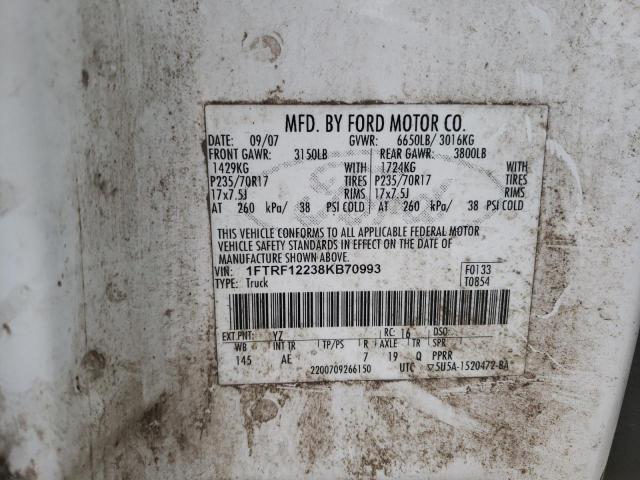 MFD. BY FORD MOTOR CO.
DATE: 09/07 GVWR: 6650LB/ 3016KG
FRONT GAWR: 3150LB REAR GAWR: 3800LB
1429KG WITH 1724KG WITH
P235/70R17 TIRES P235/70R17 TIRES
17x7.5J RIMS 17x7.5J RIMS
AT 260 kPa/ 38 PSI COLD AT 260 kPa/ 38 PSI COLD
THIS VEHICLE CONFORMS TO ALL APPLICABLE FEDERAL MOTOR
VEHICLE SAFETY STANDARDS IN EFFECT ON THE DATE OF
MANUFACTURE SHOWN ABOVE.
VIN: 1FTRF12238KB70993 F0133
TYPE: Truck T0854
EXT PNT: YZ RC: 16 DSO:
WB INT TR TP/PS R AXLE TR SPR
145 AE 7 19 Q PPRR
2200709266150 UTC ▽5U5A-1520472-BA